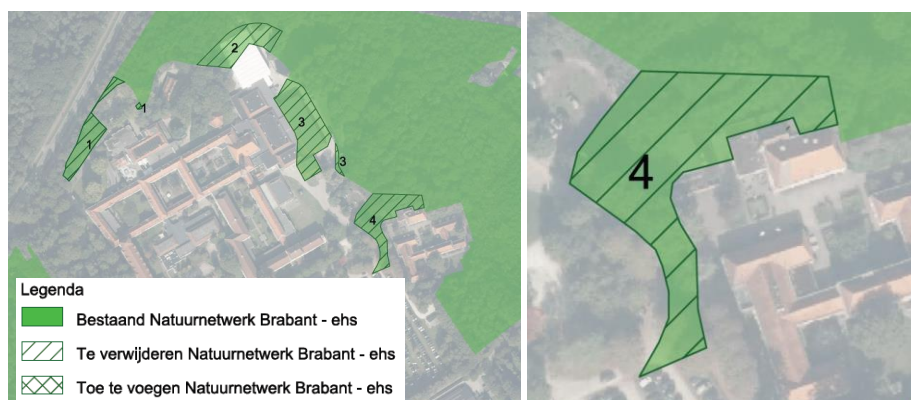 2
1
1
3
3
4
Legenda
Bestaand Natuurnetwerk Brabant - ehs
Te verwijderen Natuurnetwerk Brabant - ehs
Toe te voegen Natuurnetwerk Brabant - ehs
4